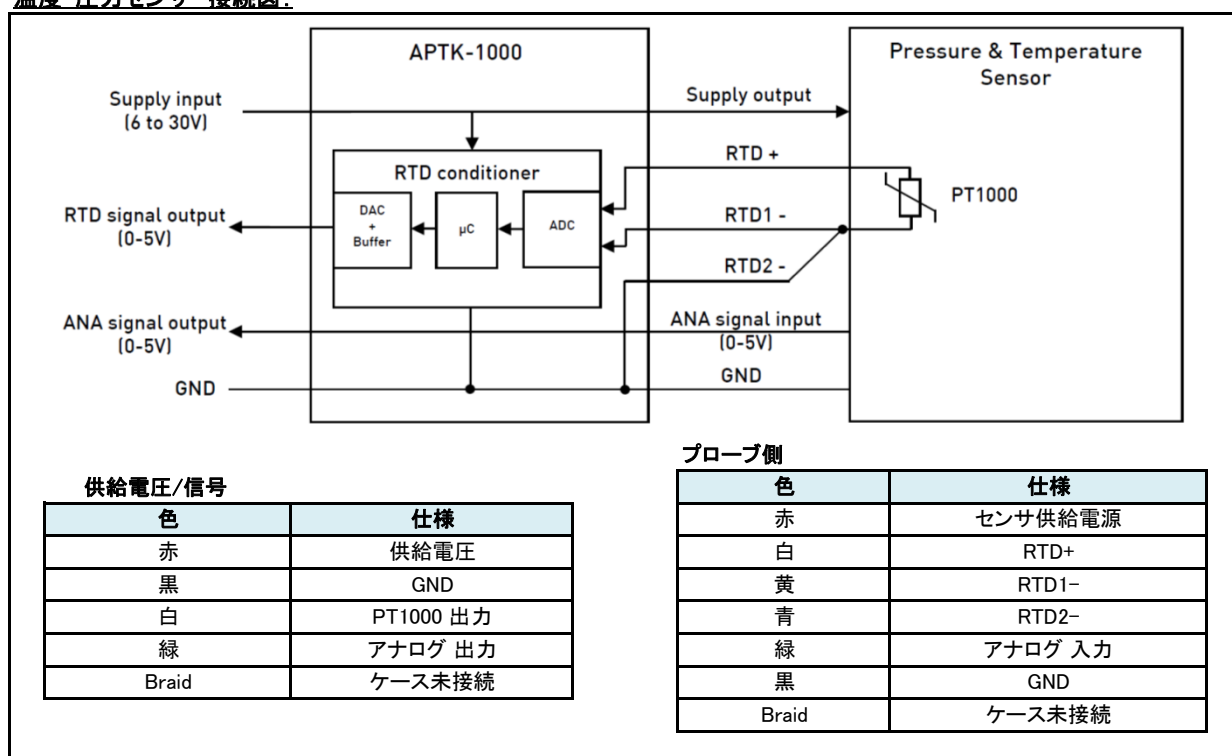 温度・圧力センサー接続図:
APTK-1000
Pressure & Temperature
Sensor
Supply input
(6 to 30V)
Supply output
RTD conditioner
RTD +
DAC
+
Buffer
μC
ADC
PT1000
RTD signal output
(0-5V)
RTD1 -
RTD2 -
ANA signal output
(0-5V)
ANA signal input
(0-5V)
GND
GND
供給電圧/信号
色 仕様
赤 供給電圧
黒 GND
白 PT1000 出力
緑 アナログ 出力
Braid ケース未接続
プローブ側
色 仕様
赤 センサ供給電源
白 RTD+
黄 RTD1-
青 RTD2-
緑 アナログ 入力
黒 GND
Braid ケース未接続